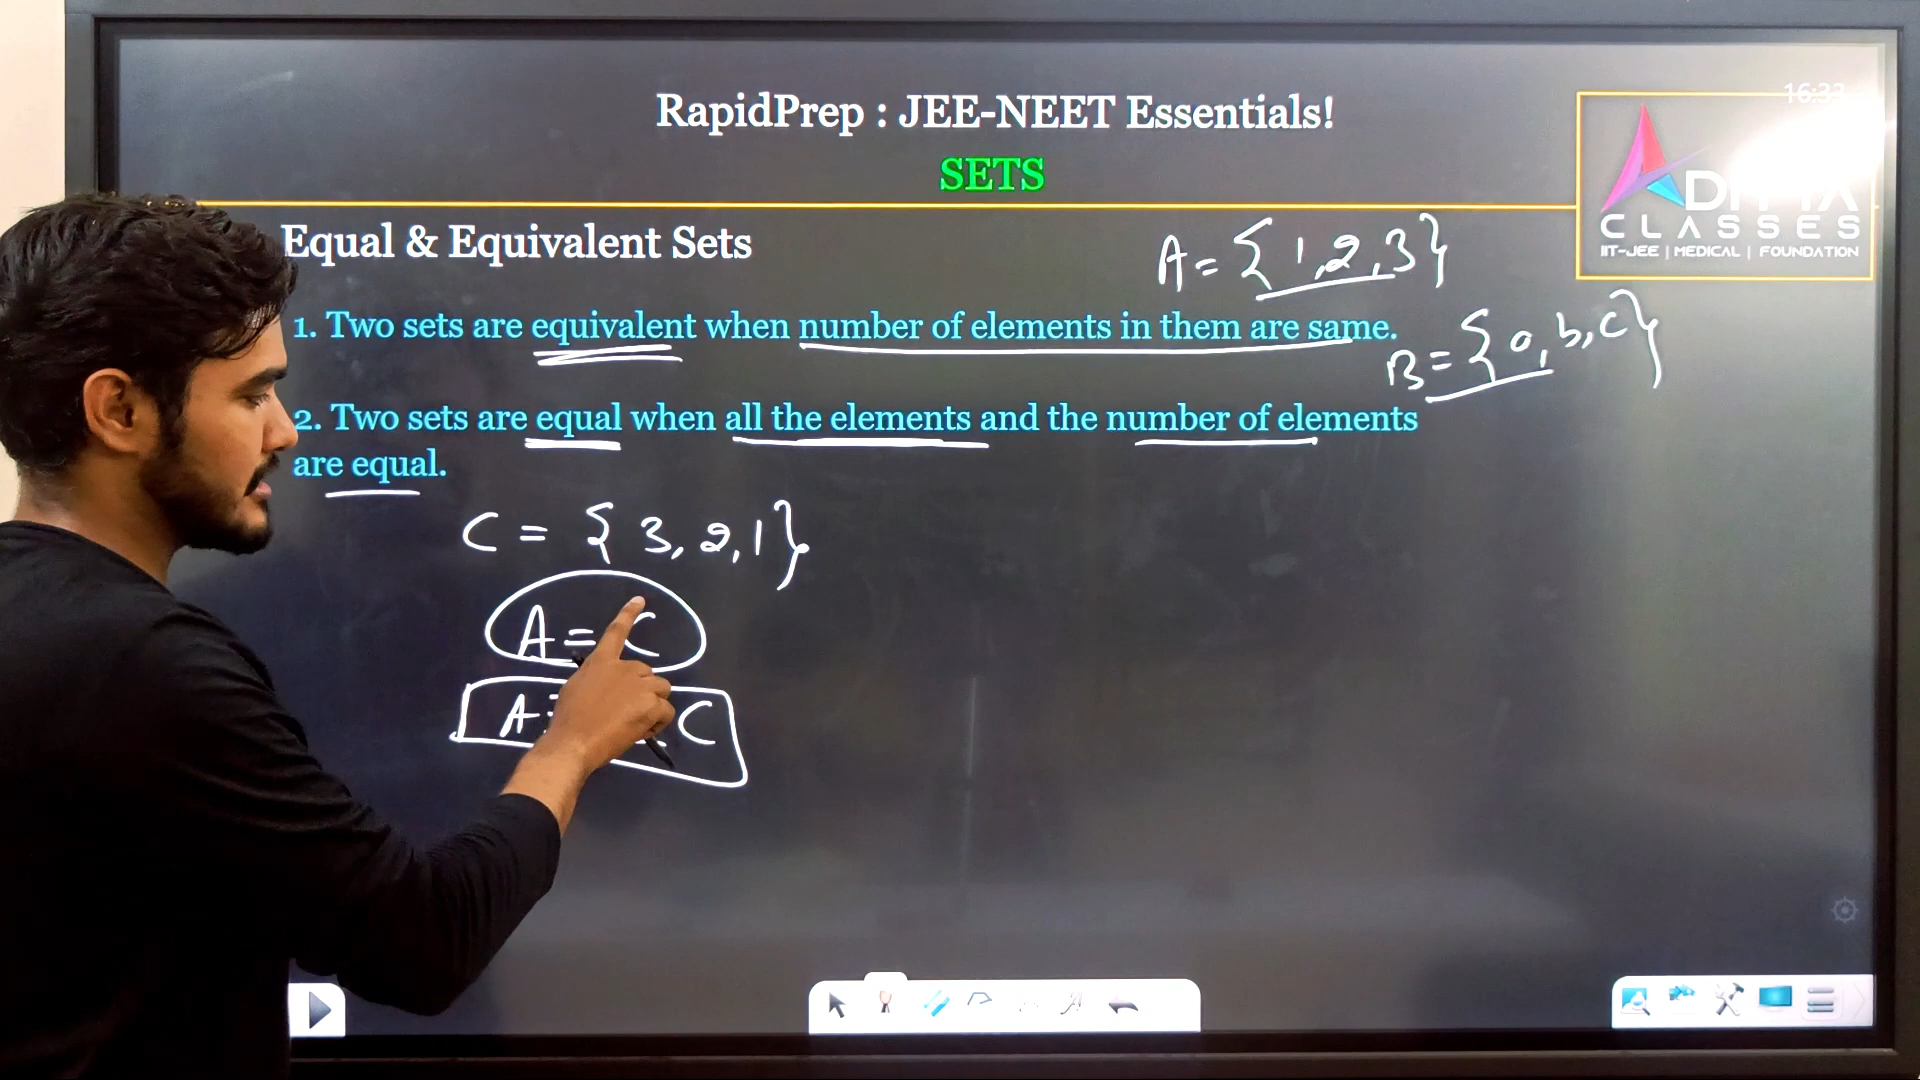 16:33
RapidPrep : JEE-NEET Essentials!
SETS
CLASSES
IIT-JEE | MEDICAL | FOUNDATION
Equal & Equivalent Sets
A = {1,2,3}
1. Two sets are equivalent when number of elements in them are same.
B = {a,b,c}
2. Two sets are equal when all the elements and the number of elements
are equal.
C = {3,2,1}
A = C
A C